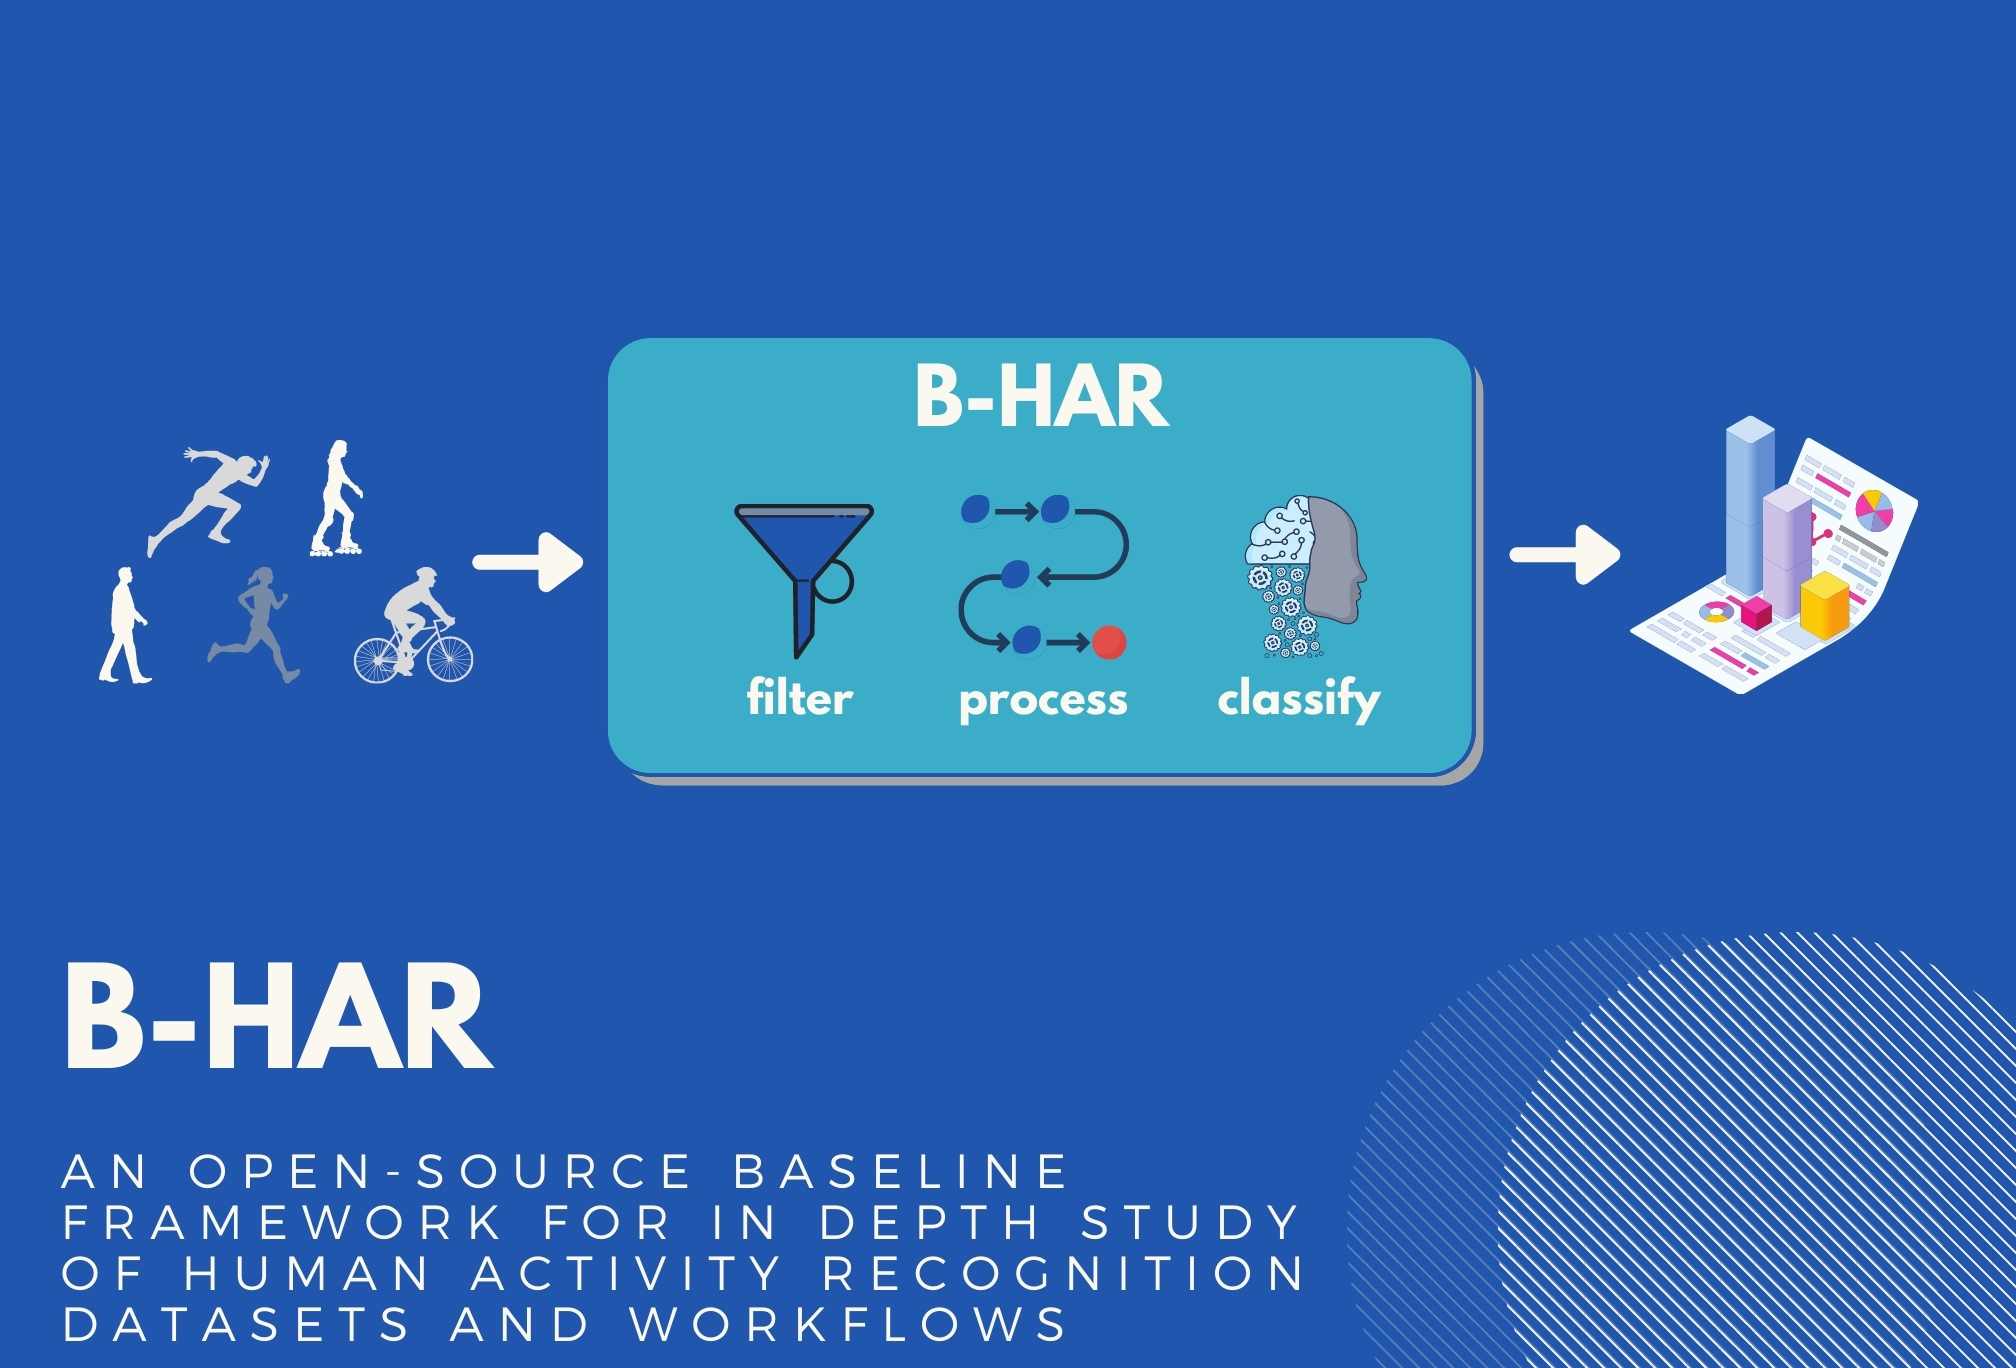 B-HAR
filter process classify
B-HAR
AN OPEN-SOURCE BASELINE
FRAMEWORK FOR IN DEPTH STUDY
OF HUMAN ACTIVITY RECOGNITION
DATASETS AND WORKFLOWS